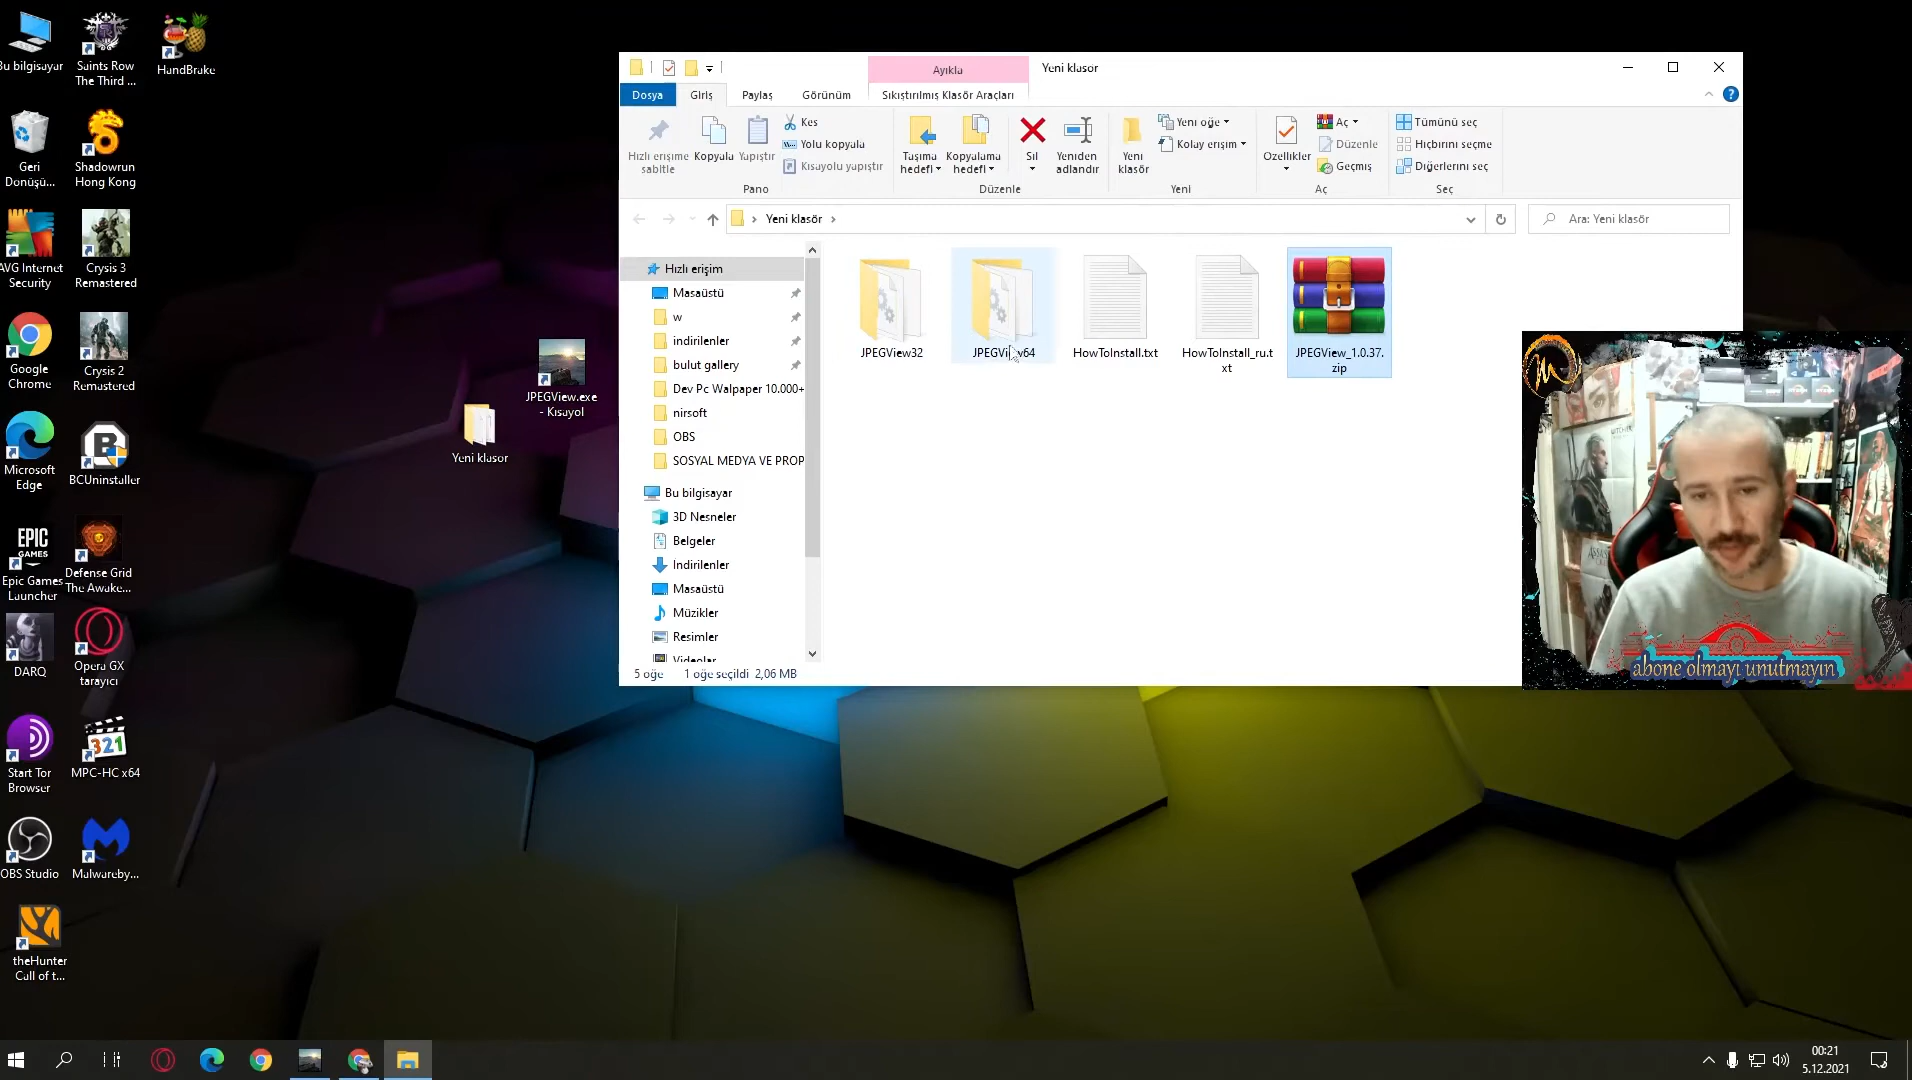 Bu bilgisayar
Saints Row
The Third ...
HandBrake
Geri
Dönüşü...
Shadowrun
Hong Kong
AVG Internet
Security
Crysis 3
Remastered
Google
Chrome
Crysis 2
Remastered
Microsoft
Edge
BCUninstaller
EPIC
GAMES
Epic Games
Launcher
Defense Grid
The Awake...
DARQ
Opera GX
tarayıcı
Start Tor
Browser
321
MPC-HC x64
OBS Studio
Malwareby...
theHunter
Call of t...
JPEGView.exe
- Kısayol
Yeni klasör
Ayıkla
Yeni klasör
Dosya
Giriş
Paylaş
Görünüm
Sıkıştırılmış Klasör Araçları
Hızlı erişime
sabitle
Kopyala
Yapıştır
Kes
Yolu kopyala
Kısayolu yapıştır
Pano
Taşıma
hedefi
Kopyalama
hedefi
Sil
Yeniden
adlandır
Düzenle
Yeni
klasör
Yeni öğe
Kolay erişim
Yeni
Özellikler
Aç
Düzenle
Geçmiş
Aç
Tümünü seç
Hiçbirini seçme
Diğerlerini seç
Seç
Yeni klasör
Ara: Yeni klasör
Hızlı erişim
Masaüstü
w
indirilenler
bulut gallery
Dev Pc Walpaper 10.000+
nirsoft
OBS
SOSYAL MEDYA VE PROP
Bu bilgisayar
3D Nesneler
Belgeler
İndirilenler
Masaüstü
Müzikler
Resimler
Videolar
JPEGView32
JPEGView64
HowToInstall.txt
HowToInstall_ru.t
xt
JPEGView_1.0.37.
zip
5 öğe
1 öğe seçildi 2,06 MB
abone olmayı unutmayın
00:21
5.12.2021